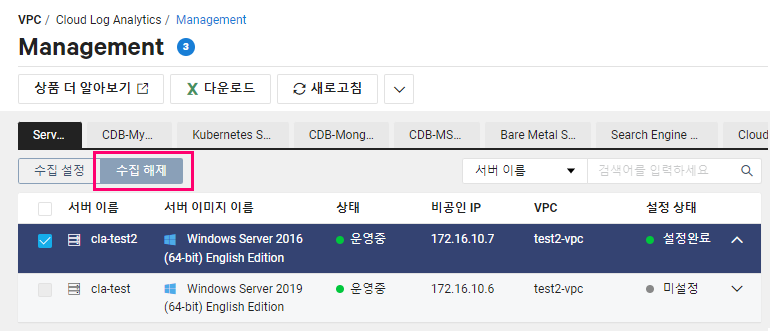 VPC / Cloud Log Analytics / Management
Management 3
상품 더 알아보기 다운로드 새로고침
Serv... CDB-My... Kubernetes S... CDB-Mong... CDB-MS... Bare Metal S... Search Engine ... Cloud
수집 설정 수집 해제 서버 이름 검색어를 입력하세요
서버 이름 서버 이미지 이름 상태 비공인 IP VPC 설정 상태
cla-test2 Windows Server 2016 운영중 172.16.10.7 test2-vpc 설정완료
(64-bit) English Edition
cla-test Windows Server 2019 운영중 172.16.10.6 test2-vpc 미설정
(64-bit) English Edition